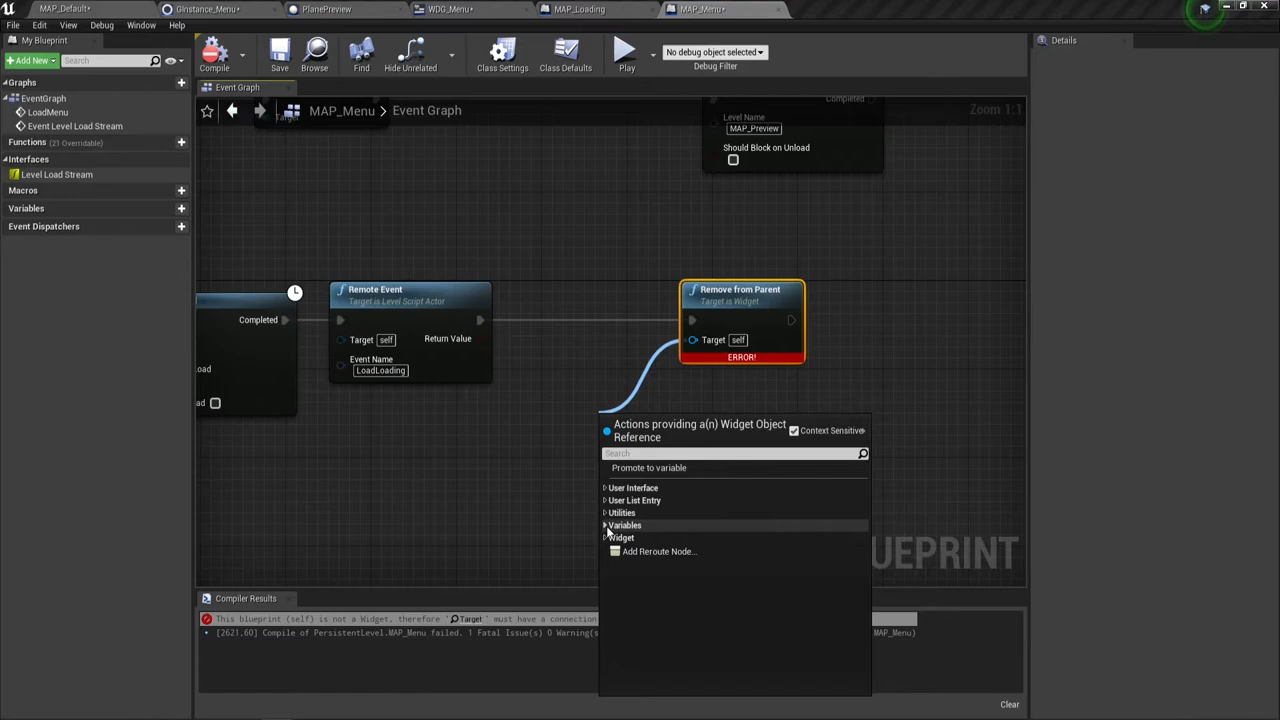 MAP_Default*
GInstance_Menu*
PlanePreview
WDG_Menu*
MAP_Loading
MAP_Menu*
File Edit View Debug Window Help
My Blueprint
Add New
Search
Compile
Save
Browse
Find
Hide Unrelated
Class Settings
Class Defaults
Play
No debug object selected
Debug Filter
Details
Graphs
EventGraph
LoadMenu
Event Level Load Stream
Functions (21 Overridable)
Interfaces
Level Load Stream
Macros
Variables
Event Dispatchers
Event Graph
MAP_Menu > Event Graph
Zoom 1:1
Target
Completed
Level Name
MAP_Preview
Should Block on Unload
Completed
Remote Event
Target is Level Script Actor
Target self
Return Value
Event Name
LoadLoading
Remove from Parent
Target is Widget
Target self
ERROR!
Actions providing a(n) Widget Object
Reference
Context Sensitive
Search
Promote to variable
User Interface
User List Entry
Utilities
Variables
Widget
Add Reroute Node...
Compiler Results
This blueprint (self) is not a Widget, therefore ' Target ' must have a connection
[2621,60] Compile of PersistentLevel.MAP_Menu failed. 1 Fatal Issue(s) 0 Warning(s
MAP_Menu)
Clear